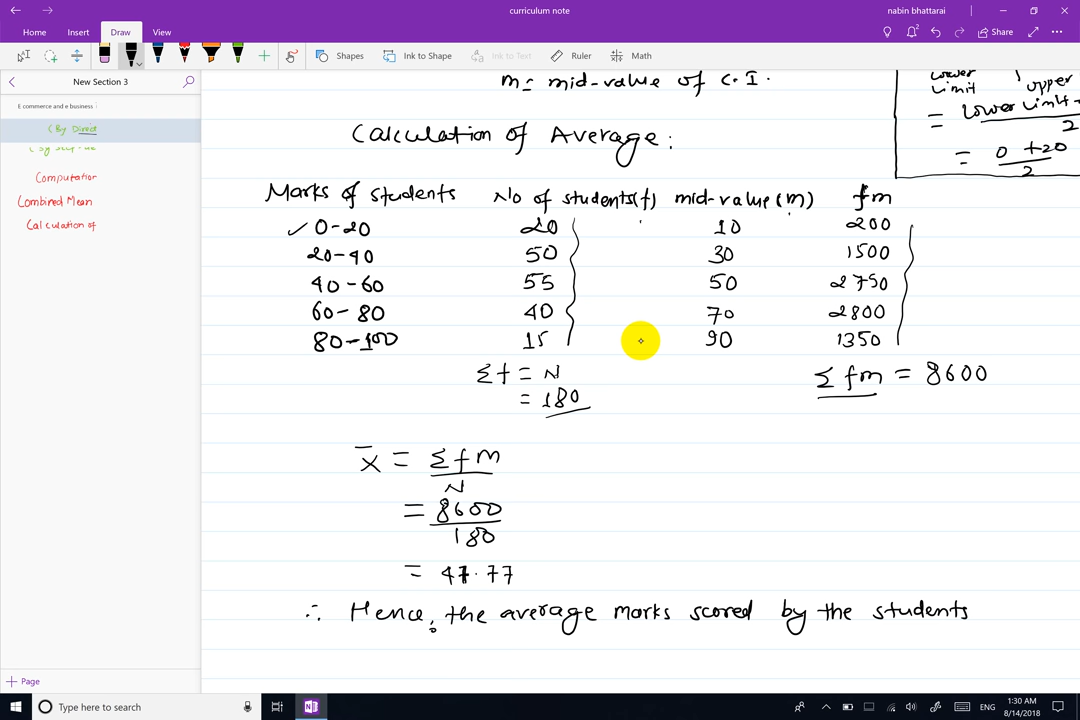 curriculum note
nabin bhattarai
Home Insert Draw View
Share
Shapes Ink to Shape Ink to Text Ruler Math
New Section 3
E commerce and e business :
(By Direct
Computation
Combined Mean
Calculation of
Page
m = mid-value of C.I.
Limit upper
Lower Limit +
= 2
= 0 + 20
2
Calculation of Average:
Marks of students No of students(f) mid-value (m) fm
✓ 0-20 20 10 200
20-40 50 30 1500
40-60 55 50 2750
60-80 40 70 2800
80-100 15 90 1350
Σf = N Σfm = 8600
= 180
X̄ = Σfm
N
= 8600
180
= 47.77
∴ Hence, the average marks scored by the students
Type here to search
ENG
1:30 AM
8/14/2018